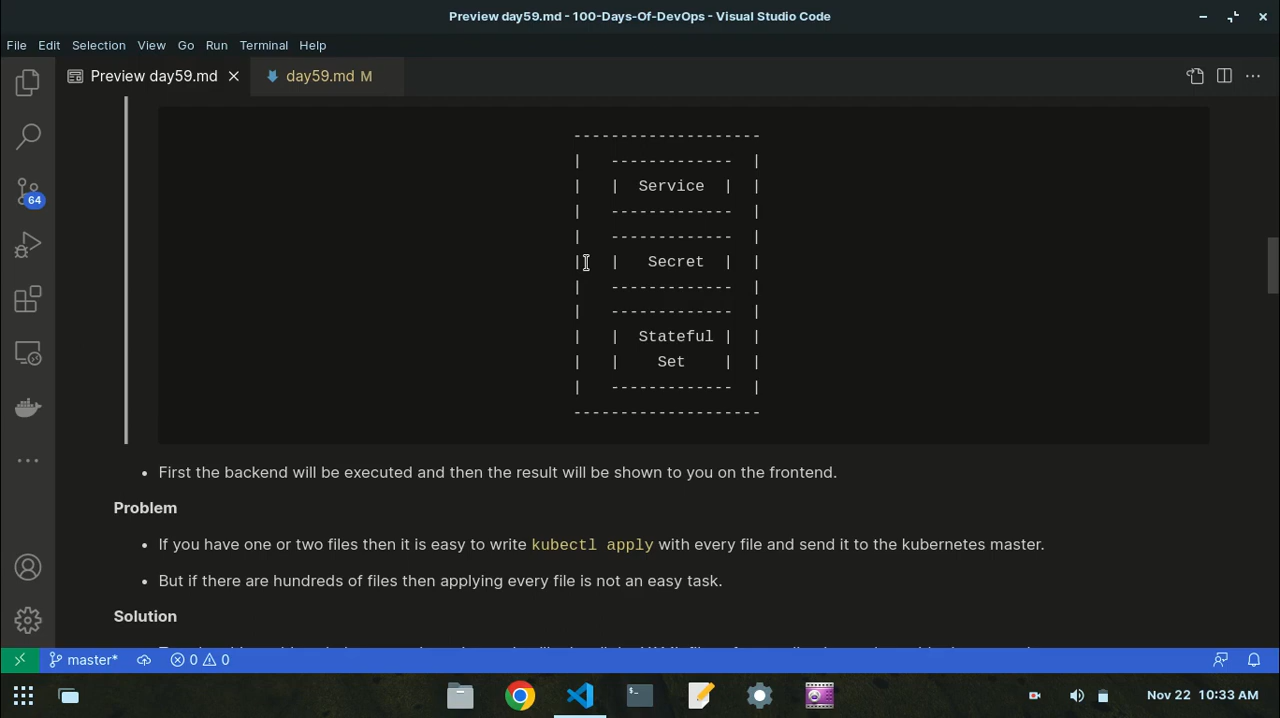 Preview day59.md - 100-Days-Of-DevOps - Visual Studio Code
File Edit Selection View Go Run Terminal Help
Preview day59.md day59.md M
--------------------
| ------------- |
| | Service | |
| ------------- |
| ------------- |
| | Secret | |
| ------------- |
| ------------- |
| | Stateful | |
| | Set | |
| ------------- |
--------------------
64
• First the backend will be executed and then the result will be shown to you on the frontend.
Problem
• If you have one or two files then it is easy to write kubectl apply with every file and send it to the kubernetes master.
• But if there are hundreds of files then applying every file is not an easy task.
Solution
master* 0 0
Nov 22 10:33 AM